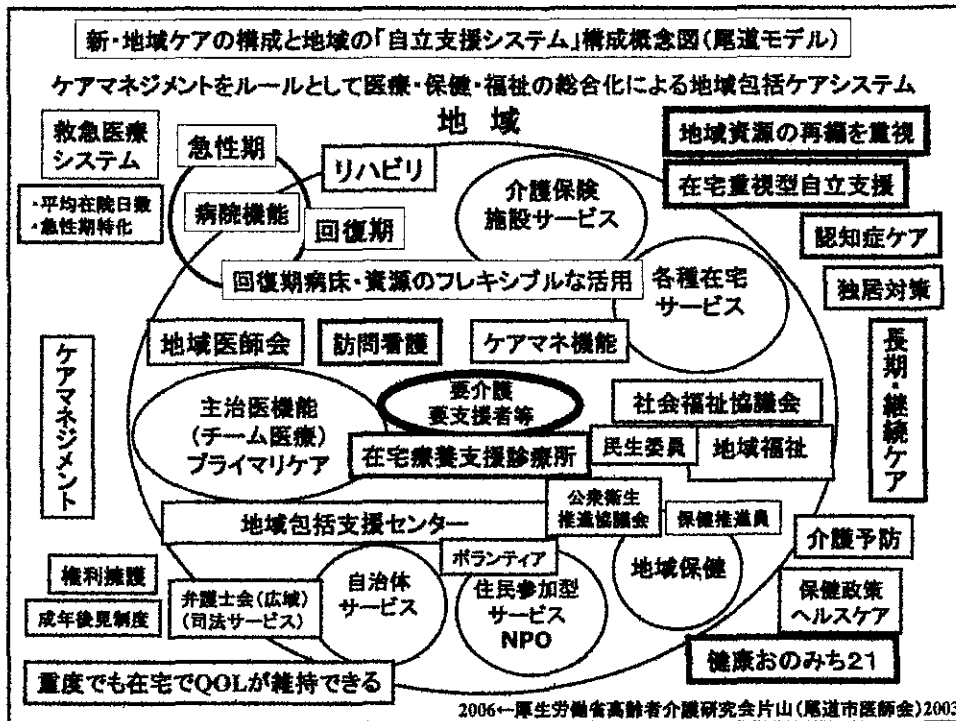 新・地域ケアの構成と地域の「自立支援システム」構成概念図(尾道モデル)
ケアマネジメントをルールとして医療・保健・福祉の総合化による地域包括ケアシステム
地 域
救急医療
システム
・平均在院日数
・急性期特化
急性期
病院機能
リハビリ
回復期
介護保険
施設サービス
地域資源の再編を重視
在宅重視型自立支援
認知症ケア
独居対策
回復期病床・資源のフレキシブルな活用
各種在宅
サービス
ケアマネジメント
地域医師会
訪問看護
ケアマネ機能
長期・継続ケア
主治医機能
(チーム医療)
プライマリケア
要介護
要支援者等
在宅療養支援診療所
社会福祉協議会
民生委員
地域福祉
地域包括支援センター
公衆衛生
推進協議会
保健推進員
介護予防
権利擁護
成年後見制度
弁護士会(広域)
(司法サービス)
自治体
サービス
ボランティア
住民参加型
サービス
NPO
地域保健
保健政策
ヘルスケア
健康おのみち21
重度でも在宅でQOLが維持できる
2006←厚生労働省高齢者介護研究会片山(尾道市医師会)2003